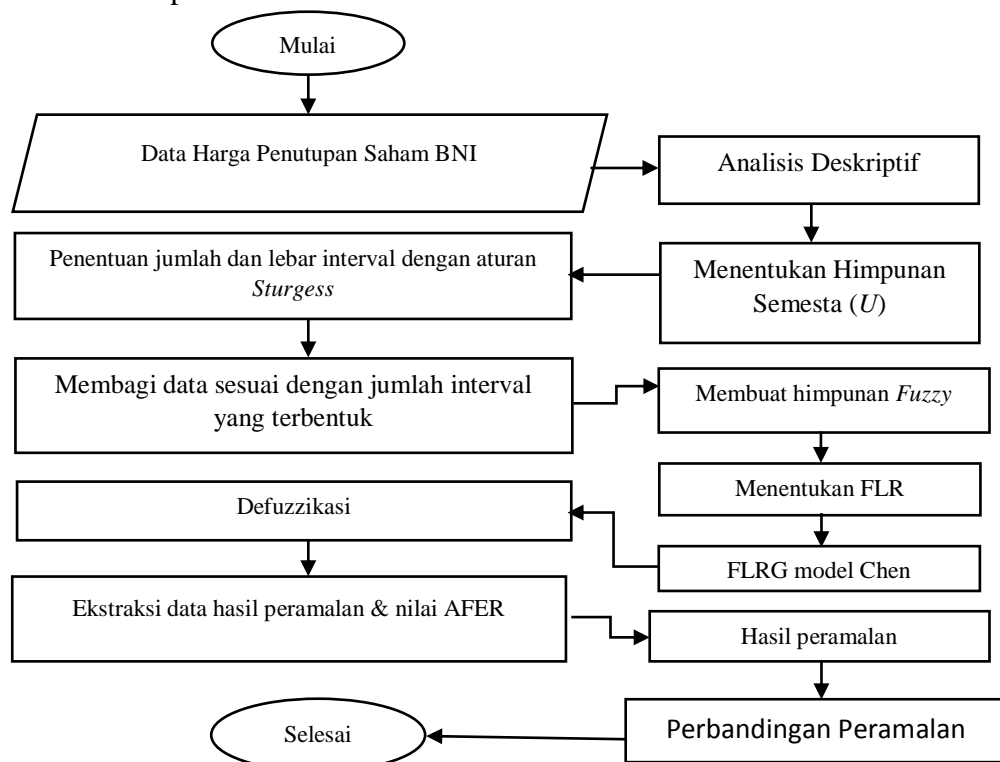 Mulai
Data Harga Penutupan Saham BNI
Analisis Deskriptif
Menentukan Himpunan
Semesta (U)
Penentuan jumlah dan lebar interval dengan aturan
Sturgess
Membagi data sesuai dengan jumlah interval
yang terbentuk
Membuat himpunan Fuzzy
Menentukan FLR
FLRG model Chen
Defuzzikasi
Ekstraksi data hasil peramalan & nilai AFER
Hasil peramalan
Perbandingan Peramalan
Selesai